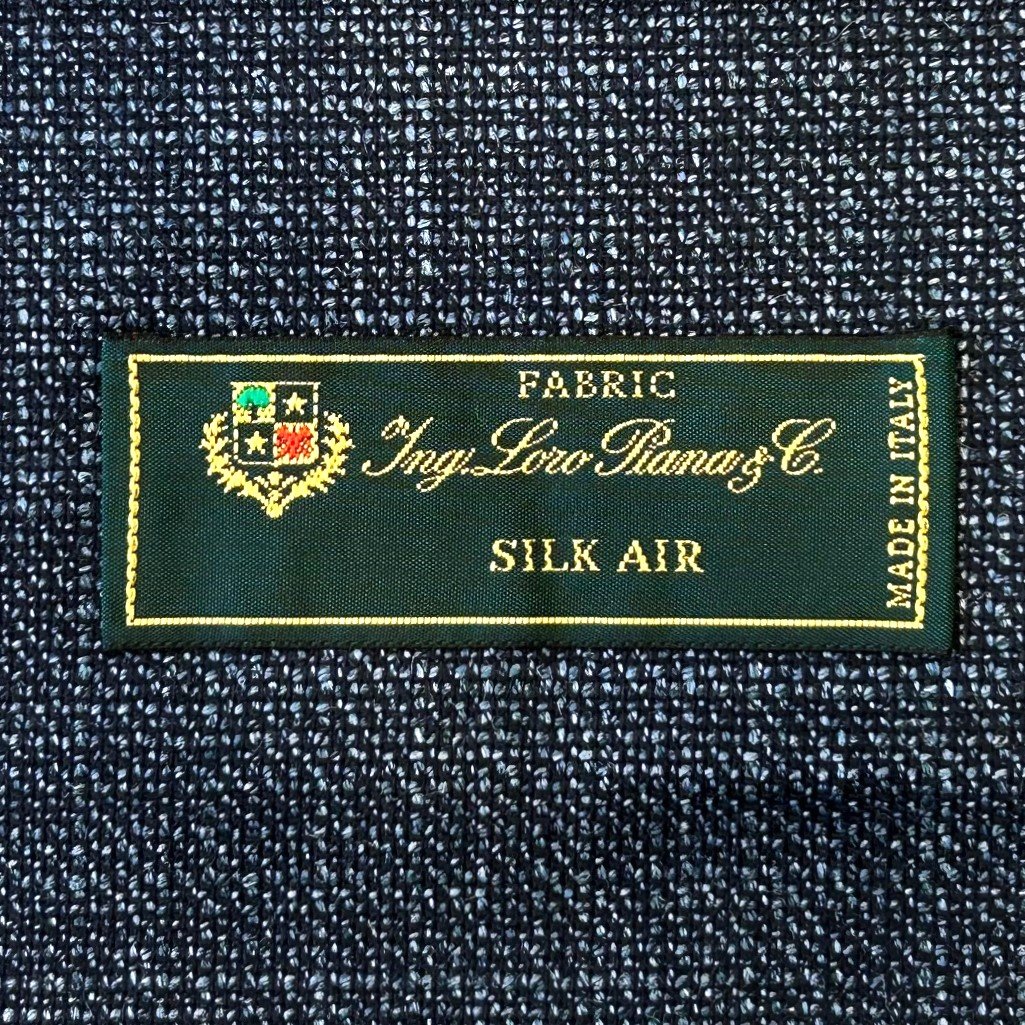 FABRIC
Ing. Loro Piana & C.
SILK AIR
MADE IN ITALY